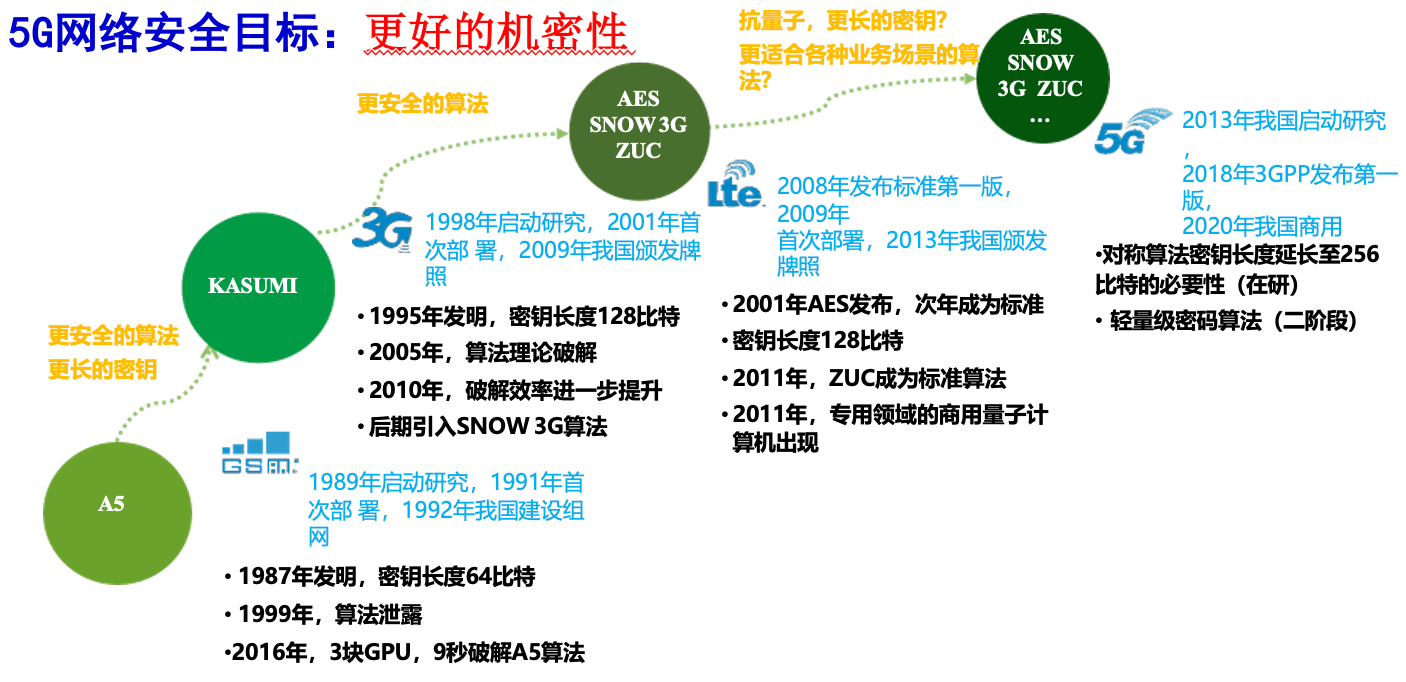 5G网络安全目标：更好的机密性
抗量子，更长的密钥？
更适合各种业务场景的算
法？
AES
SNOW
3G ZUC
...
更安全的算法
AES
SNOW 3G
ZUC
5G
2013年我国启动研究
，
2018年3GPP发布第一
版，
2020年我国商用
Lte
2008年发布标准第一版，
2009年
首次部署，2013年我国颁发
牌照
3G
1998年启动研究，2001年首
次部 署，2009年我国颁发牌
照
KASUMI
•对称算法密钥长度延长至256
比特的必要性（在研）
• 轻量级密码算法（二阶段）
• 2001年AES发布，次年成为标准
• 密钥长度128比特
• 2011年，ZUC成为标准算法
• 2011年，专用领域的商用量子计
算机出现
• 1995年发明，密钥长度128比特
• 2005年，算法理论破解
• 2010年，破解效率进一步提升
• 后期引入SNOW 3G算法
更安全的算法
更长的密钥
A5
GSM
1989年启动研究，1991年首
次部 署，1992年我国建设组
网
• 1987年发明，密钥长度64比特
• 1999年，算法泄露
•2016年，3块GPU，9秒破解A5算法